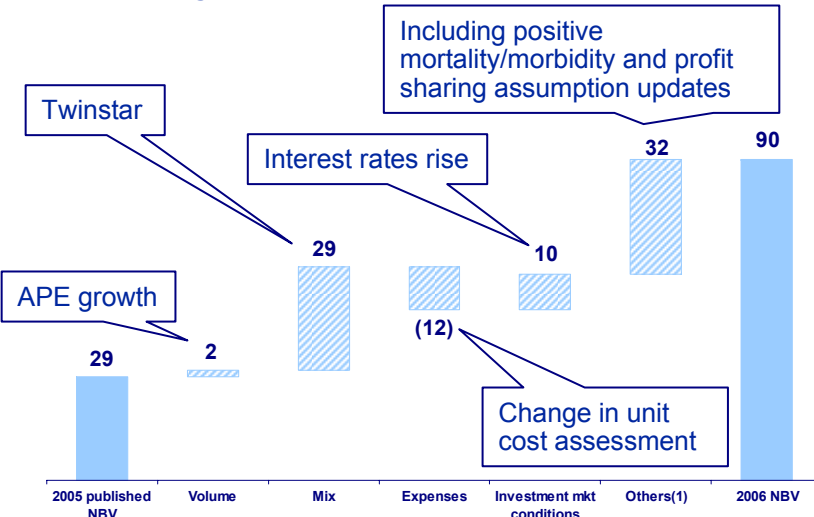 Including positive
mortality/morbidity and profit
sharing assumption updates
Twinstar
Interest rates rise
32
90
29
10
APE growth
(12)
29
2
Change in unit
cost assessment
2005 published
NBV
Volume
Mix
Expenses
Investment mkt
conditions
Others(1)
2006 NBV